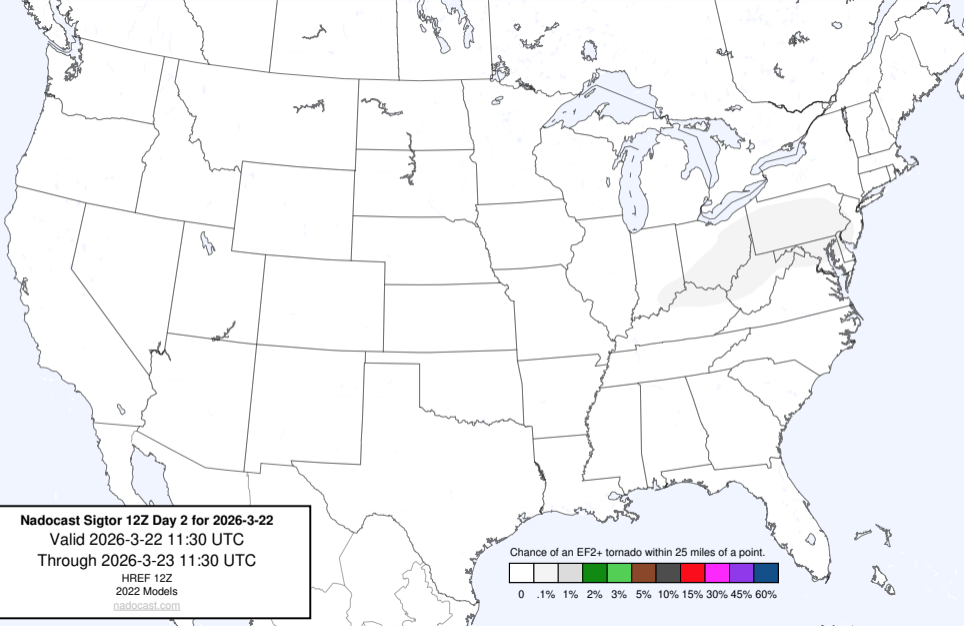 Nadocast Sigtor 12Z Day 2 for 2026-3-22
Valid 2026-3-22 11:30 UTC
Through 2026-3-23 11:30 UTC
HREF 12Z
2022 Models
nadocast.com
Chance of an EF2+ tornado within 25 miles of a point.
0 .1% 1% 2% 3% 5% 10% 15% 30% 45% 60%